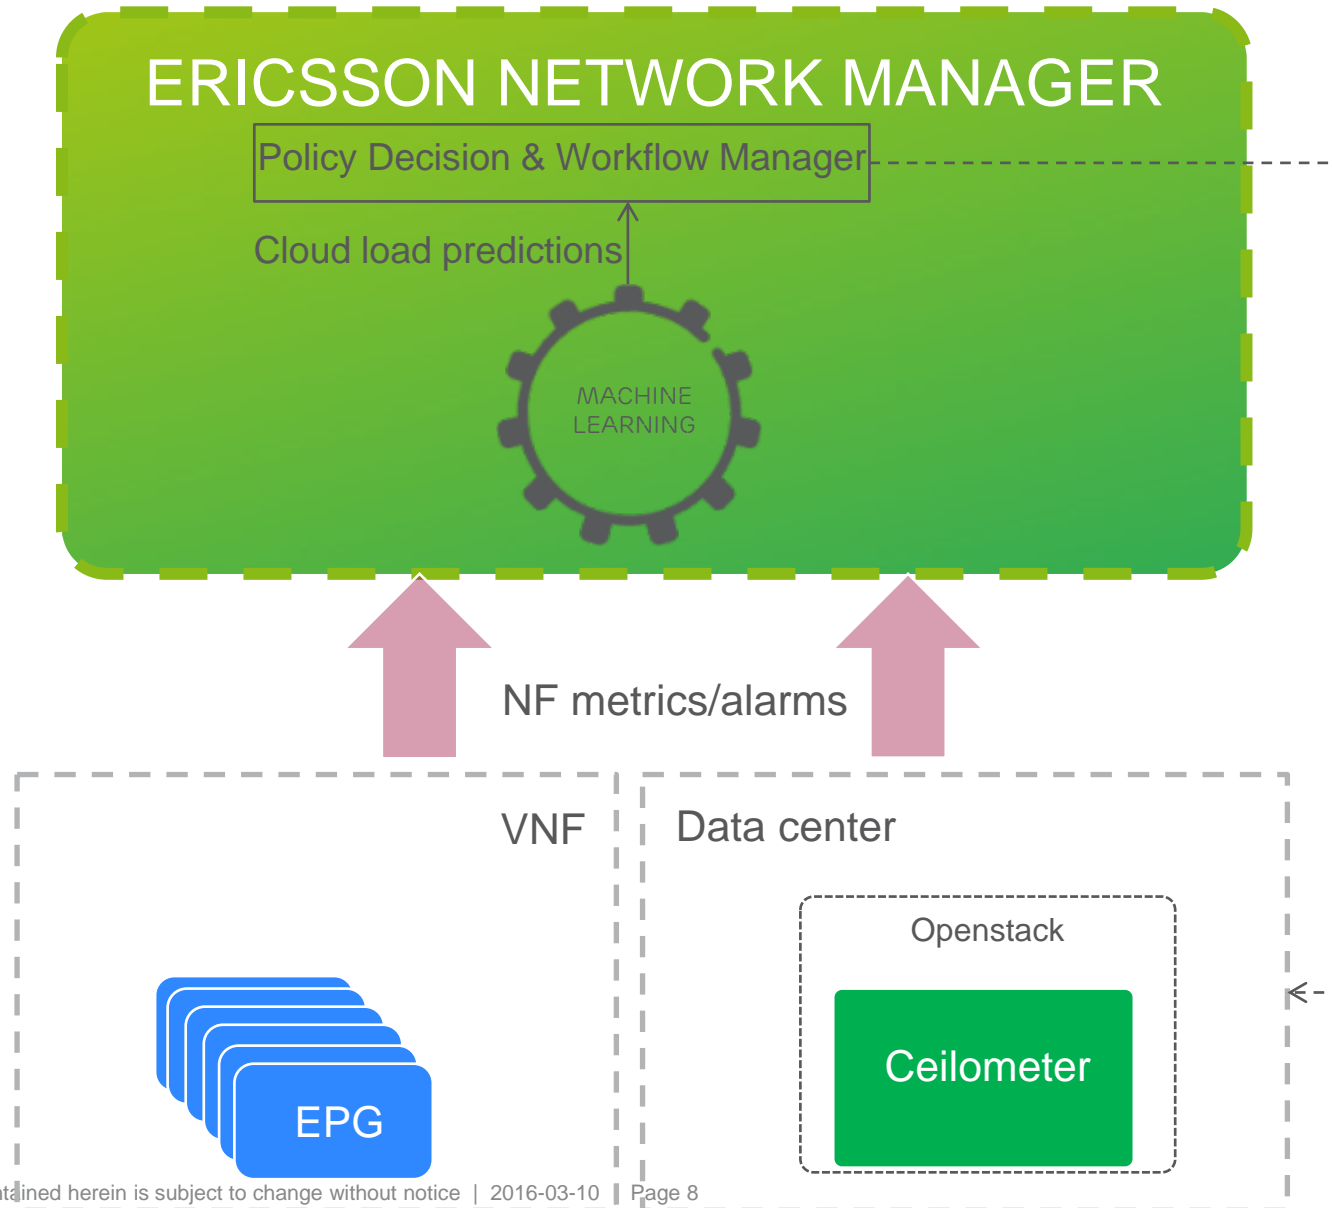 ERICSSON NETWORK MANAGER
Policy Decision & Workflow Manager
Cloud load predictions
MACHINE
LEARNING
NF metrics/alarms
VNF
Data center
Openstack
Ceilometer
EPG
herein is subject to change without notice | 2016-03-10 | Page 8